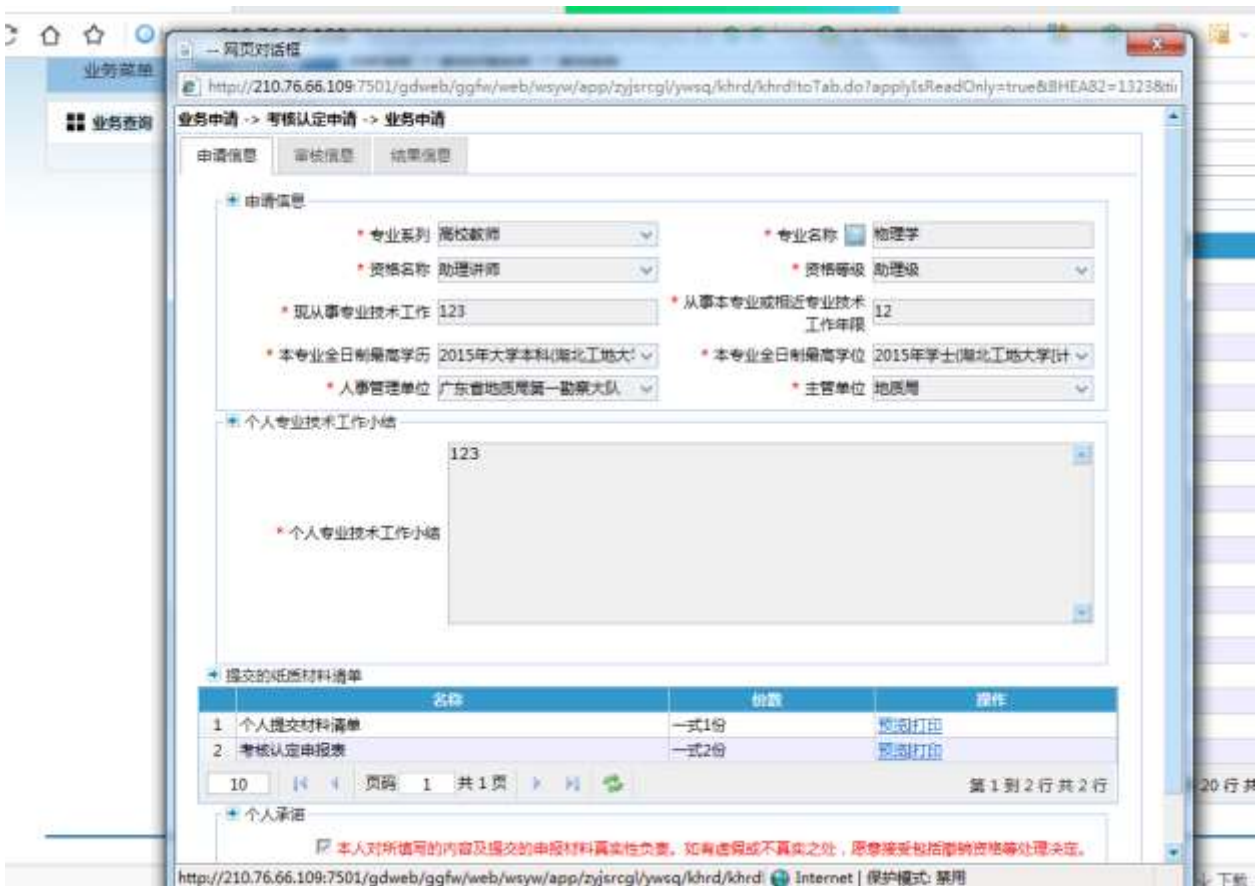 业务菜单
业务查询
-- 网页对话框
http://210.76.66.109:7501/gdweb/ggfw/web/wsyw/app/zyjsrcgl/ywsq/khrd/khrd!toTab.do?applyIsReadOnly=true&BHEA82=1323&
业务申请 -> 考核认定申请 -> 业务申请
申请信息 审核信息 结果信息
申请信息
* 专业系列 高校教师 * 专业名称 物理学
* 资格名称 助理讲师 * 资格等级 助理级
* 现从事专业技术工作 123 * 从事本专业或相近专业技术工作年限 12
* 本专业全日制最高学历 2015年大学本科(湖北工地大 * 本专业全日制最高学位 2015年学士(湖北工地大学[计
* 人事管理单位 广东省地质局第一勘察大队 * 主管单位 地质局
个人专业技术工作小结
* 个人专业技术工作小结 123
提交的纸质材料清单
名称 份数 操作
1 个人提交材料清单 一式1份 预览打印
2 考核认定申报表 一式2份 预览打印
10 页码 1 共1页 第1到2行共2行
20行共
个人承诺
本人对所填写的内容及提交的申报材料真实性负责。如有虚假或不真实之处，愿意接受包括撤销资格等处理决定。
http://210.76.66.109:7501/gdweb/ggfw/web/wsyw/app/zyjsrcgl/ywsq/khrd/khrd! Internet | 保护模式: 禁用
下载